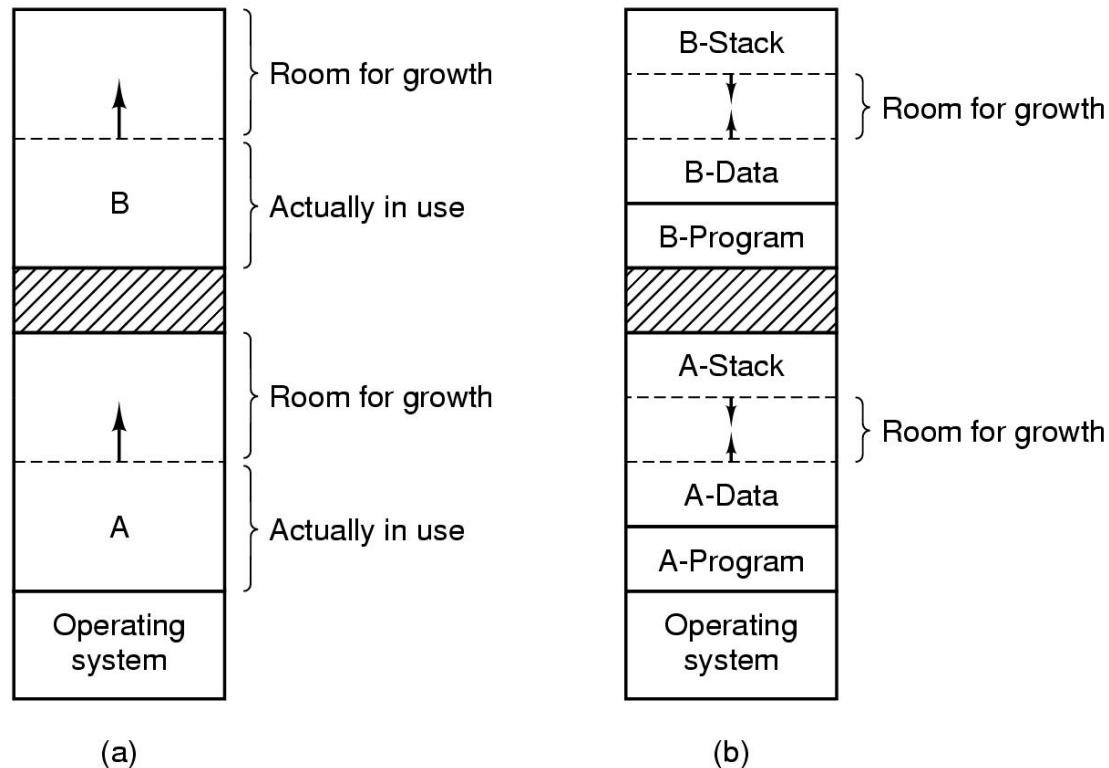 Room for growth
B
Actually in use
Room for growth
A
Actually in use
Operating
system
(a)
B-Stack
Room for growth
B-Data
B-Program
A-Stack
Room for growth
A-Data
A-Program
Operating
system
(b)